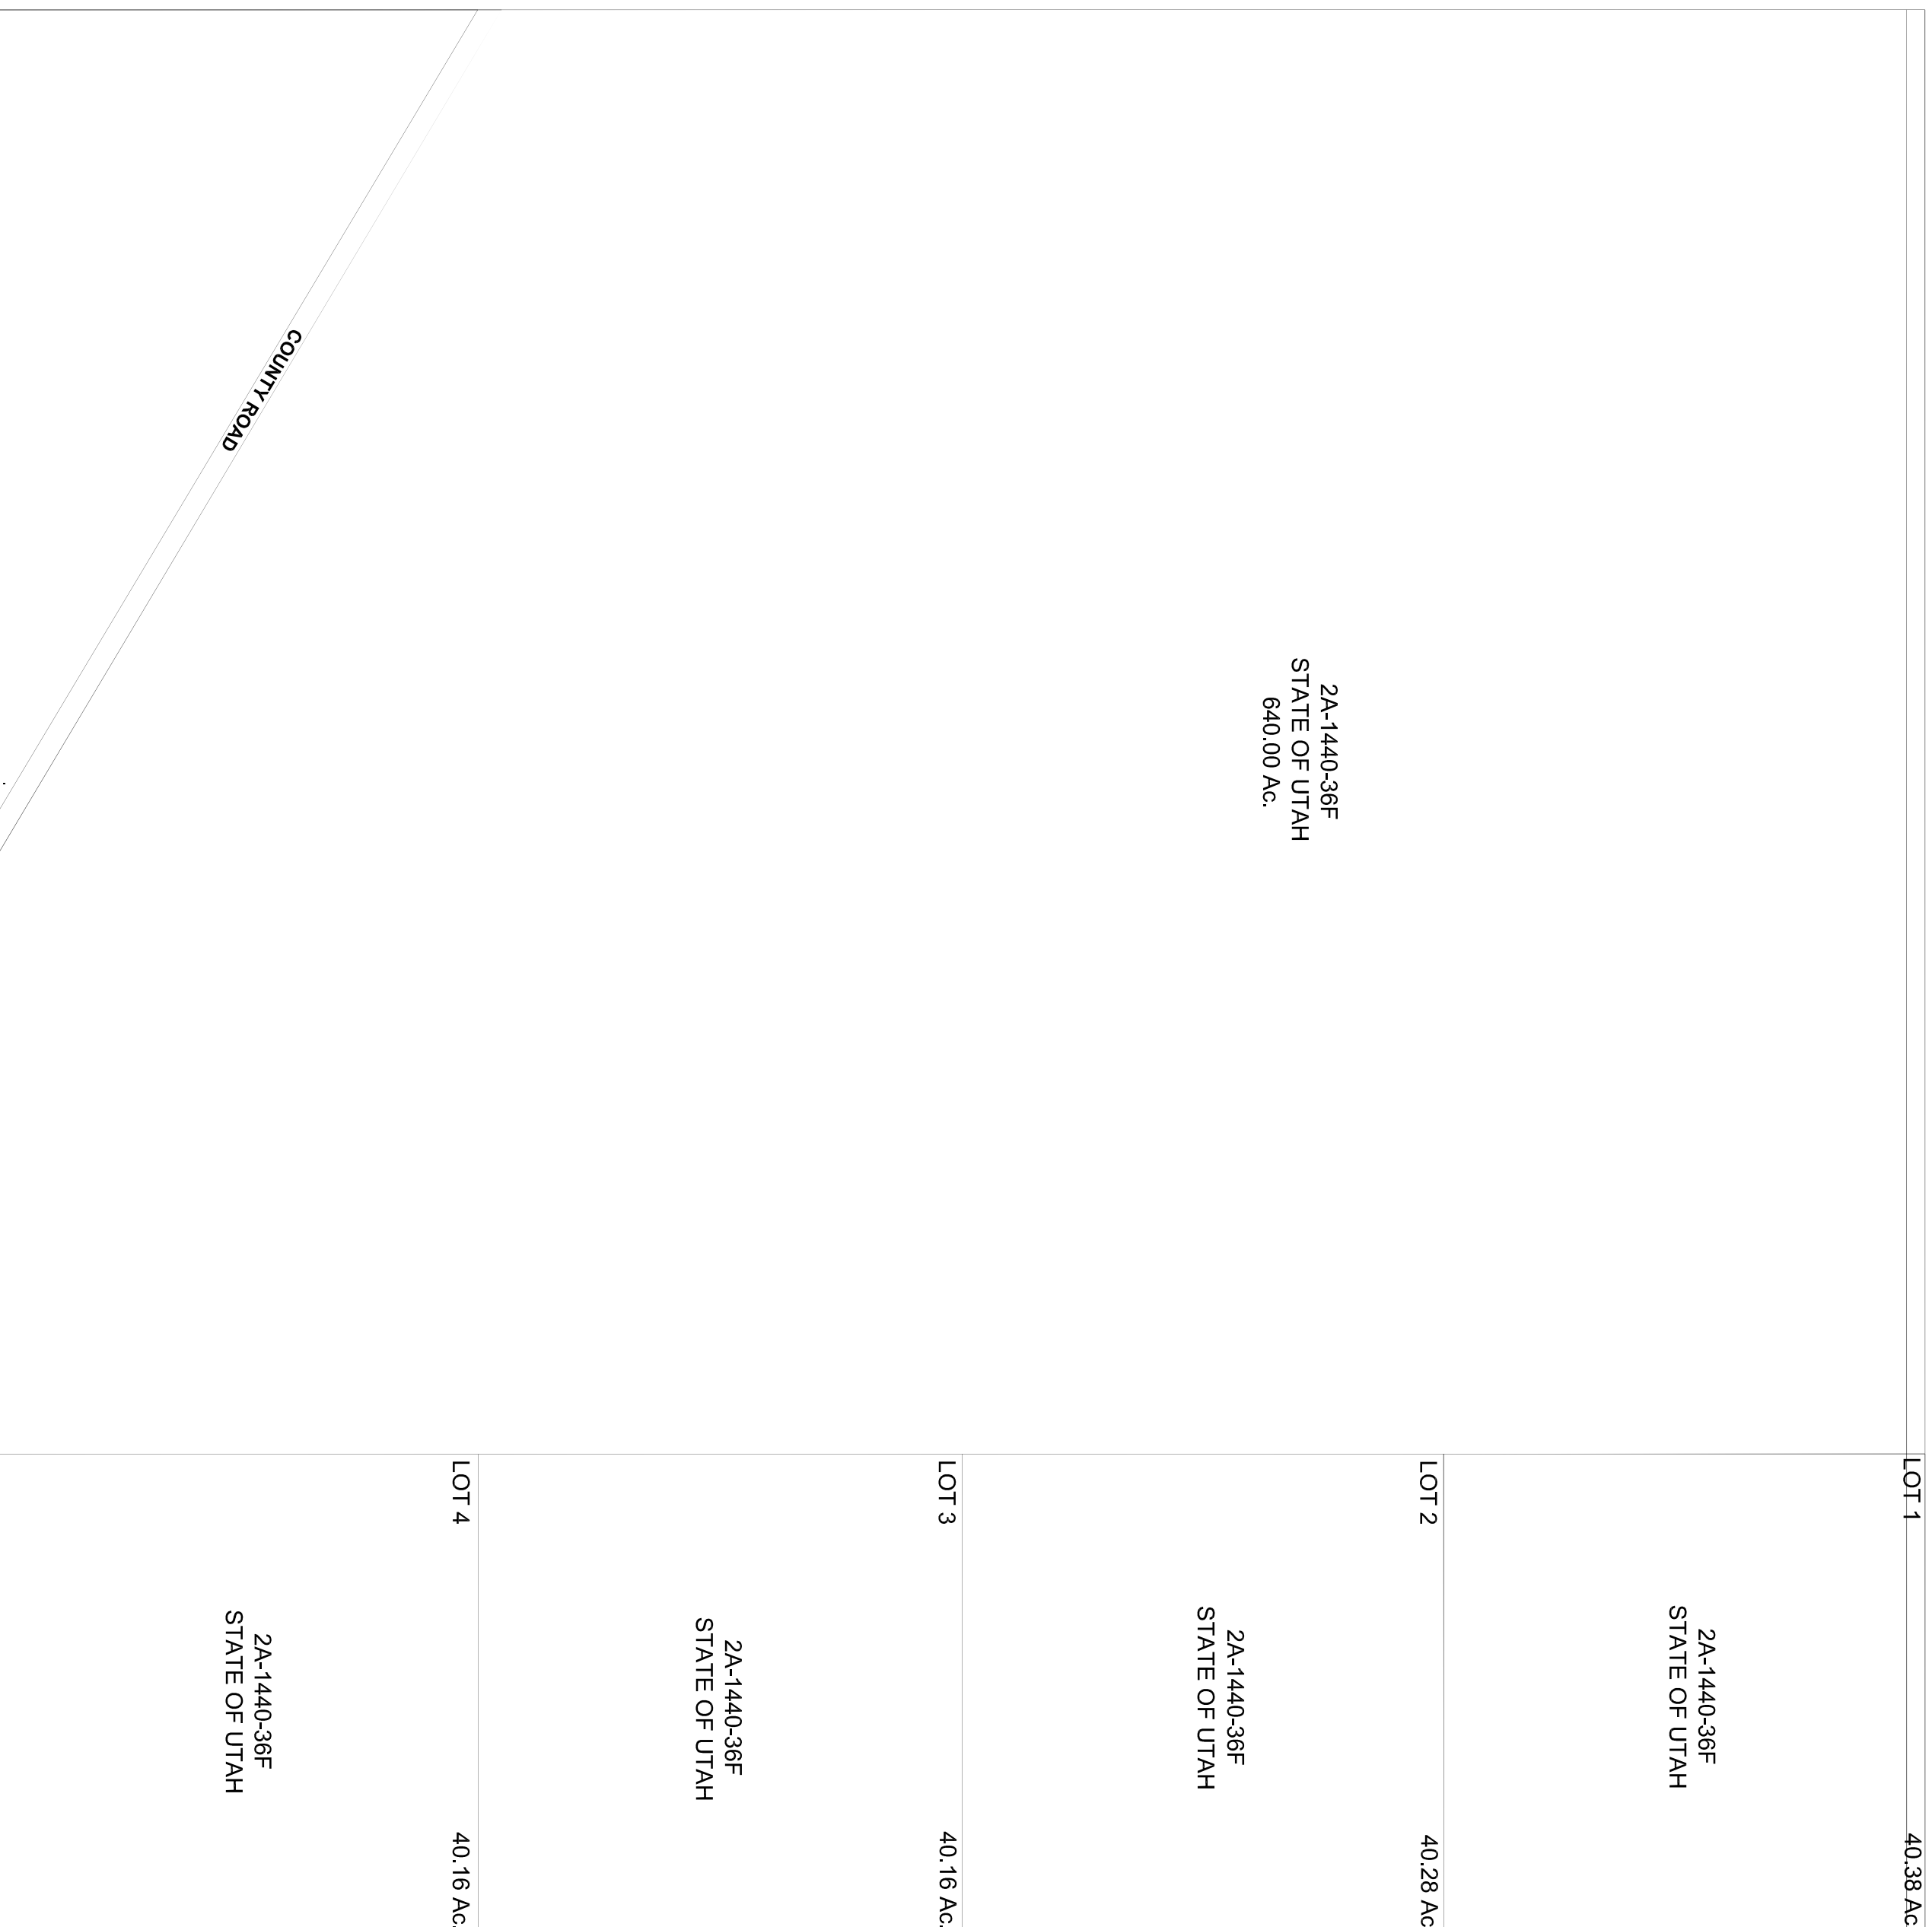 COUNTY ROAD
2A-1440-36F
STATE OF UTAH
640.00 Ac.
LOT 1
40.38 Ac
2A-1440-36F
STATE OF UTAH
LOT 2
40.28 Ac
2A-1440-36F
STATE OF UTAH
LOT 3
40.16 Ac.
2A-1440-36F
STATE OF UTAH
LOT 4
40.16 Ac.
2A-1440-36F
STATE OF UTAH